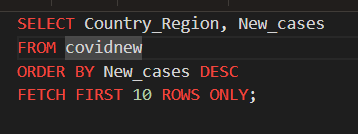 SELECT Country_Region, New_cases
FROM covidnew
ORDER BY New_cases DESC
FETCH FIRST 10 ROWS ONLY;